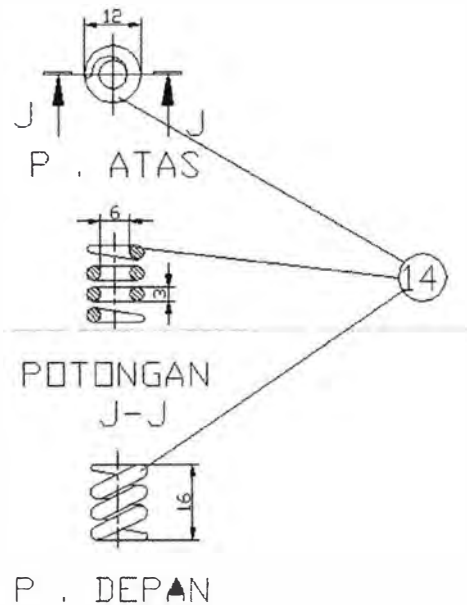 12
J J
P . ATAS
6
14
3
POTONGAN
J-J
16
P . DEPAN